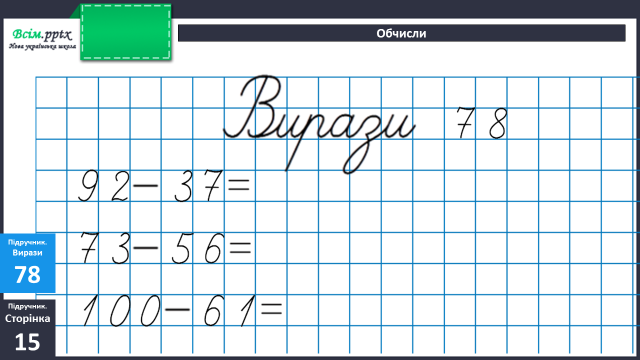 Всім.pptx
Нова українська школа
Обчисли
Вирази 78
92 − 37 =
Підручник.
Вирази
78
73 − 56 =
Підручник.
Сторінка
15
100 − 61 =